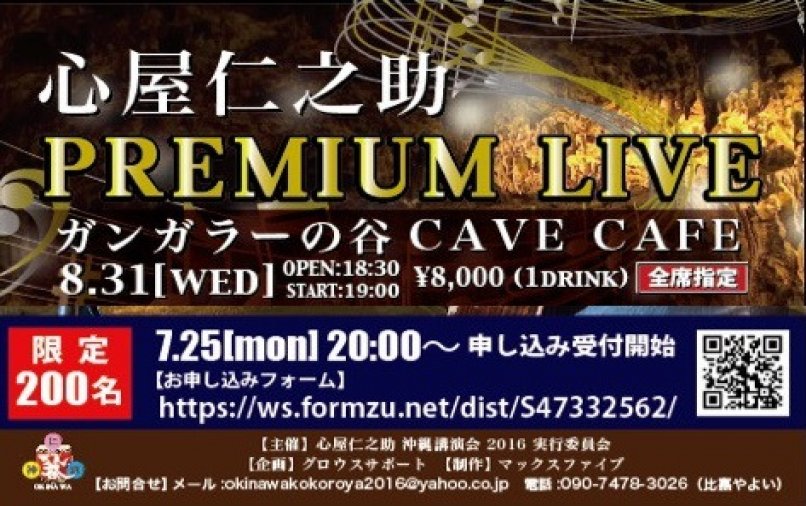 心屋仁之助
PREMIUM LIVE
ガンガラーの谷 CAVE CAFE
8.31[WED] OPEN:18:30 START:19:00 ¥8,000 (1DRINK) 全席指定
限定
200名
7.25[mon] 20:00～ 申し込み受付開始
【お申し込みフォーム】
https://ws.formzu.net/dist/S47332562/
【主催】心屋仁之助 沖縄講演会 2016 実行委員会
【企画】グロウスサポート 【制作】マックスファイブ
【お問合せ】メール:okinawakokoroya2016@yahoo.co.jp 電話:090-7478-3026（比嘉やよい）
OKINAWA